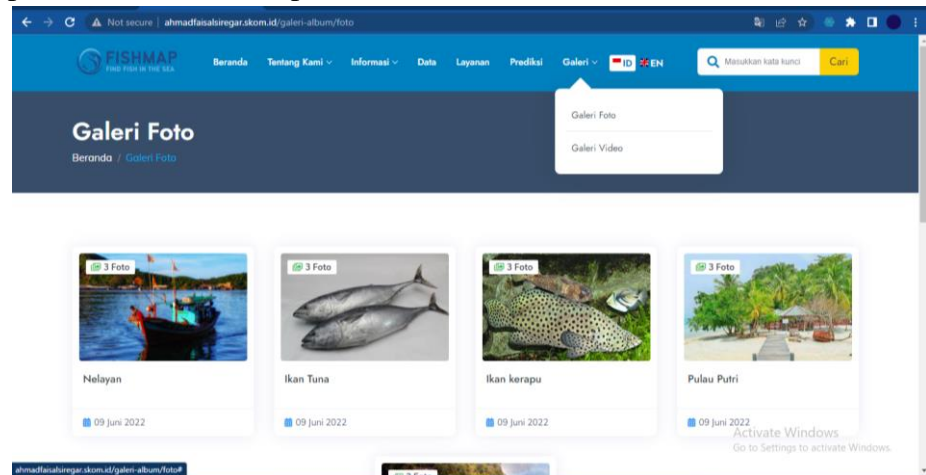 Not secure | ahmadfaisalsiregar.skom.id/galeri-album/foto
FISHMAP
FIND FISH IN THE SEA
Beranda Tentang Kami Informasi Data Layanan Prediksi Galeri ID EN Masukkan kata kunci Cari
Galeri Foto
Galeri Video
Galeri Foto
Beranda / Galeri Foto
3 Foto 3 Foto 3 Foto 3 Foto
Nelayan Ikan Tuna Ikan kerapu Pulau Putri
09 Juni 2022 09 Juni 2022 09 Juni 2022 09 Juni 2022
Activate Windows
Go to Settings to activate Windows.
ahmadfaisalsiregar.skom.id/galeri-album/foto#